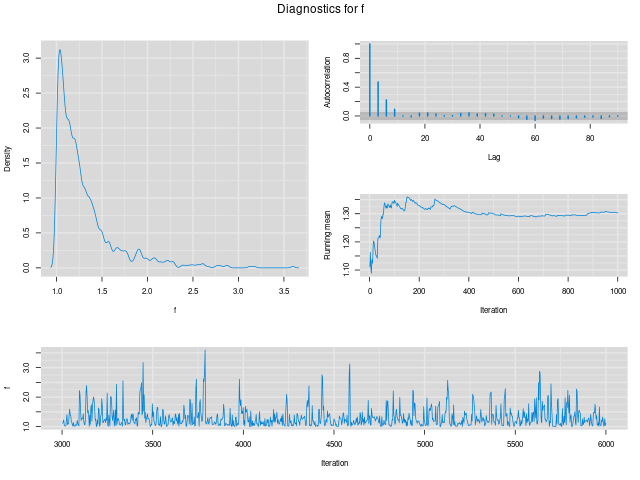 Diagnostics for f
Density
0.0 0.5 1.0 1.5 2.0 2.5 3.0
1.0 1.5 2.0 2.5 3.0 3.5
f
Autocorrelation
0.0 0.4 0.8
0 20 40 60 80
Lag
Running mean
1.10 1.20 1.30
0 200 400 600 800 1000
Iteration
f
1.0 2.0 3.0
3000 3500 4000 4500 5000 5500 6000
Iteration